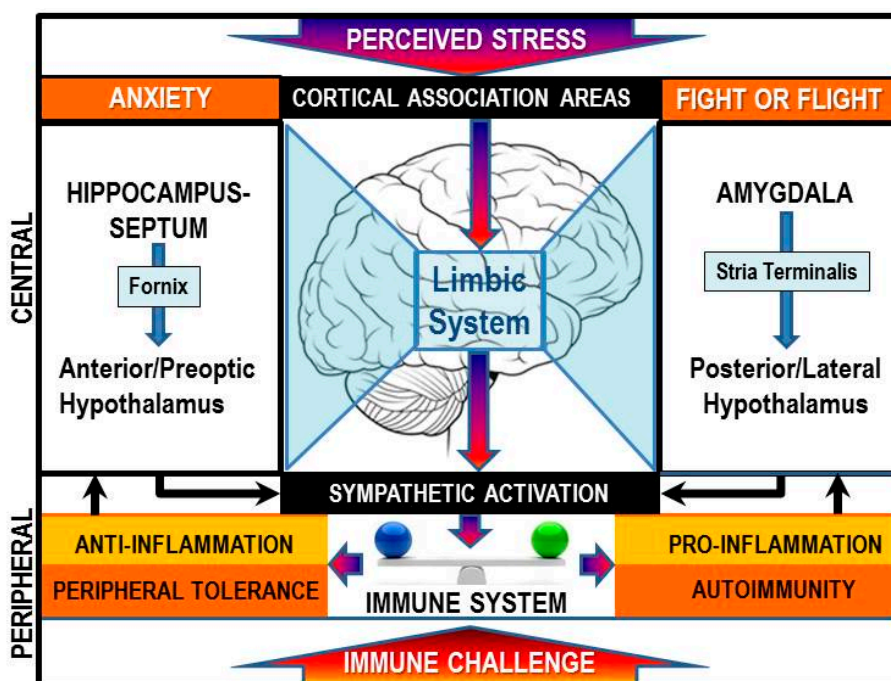 PERCEIVED STRESS
ANXIETY
CORTICAL ASSOCIATION AREAS
FIGHT OR FLIGHT
CENTRAL
HIPPOCAMPUS-
SEPTUM
Fornix
Anterior/Preoptic
Hypothalamus
Limbic
System
AMYGDALA
Stria Terminalis
Posterior/Lateral
Hypothalamus
SYMPATHETIC ACTIVATION
PERIPHERAL
ANTI-INFLAMMATION
PERIPHERAL TOLERANCE
IMMUNE SYSTEM
PRO-INFLAMMATION
AUTOIMMUNITY
IMMUNE CHALLENGE